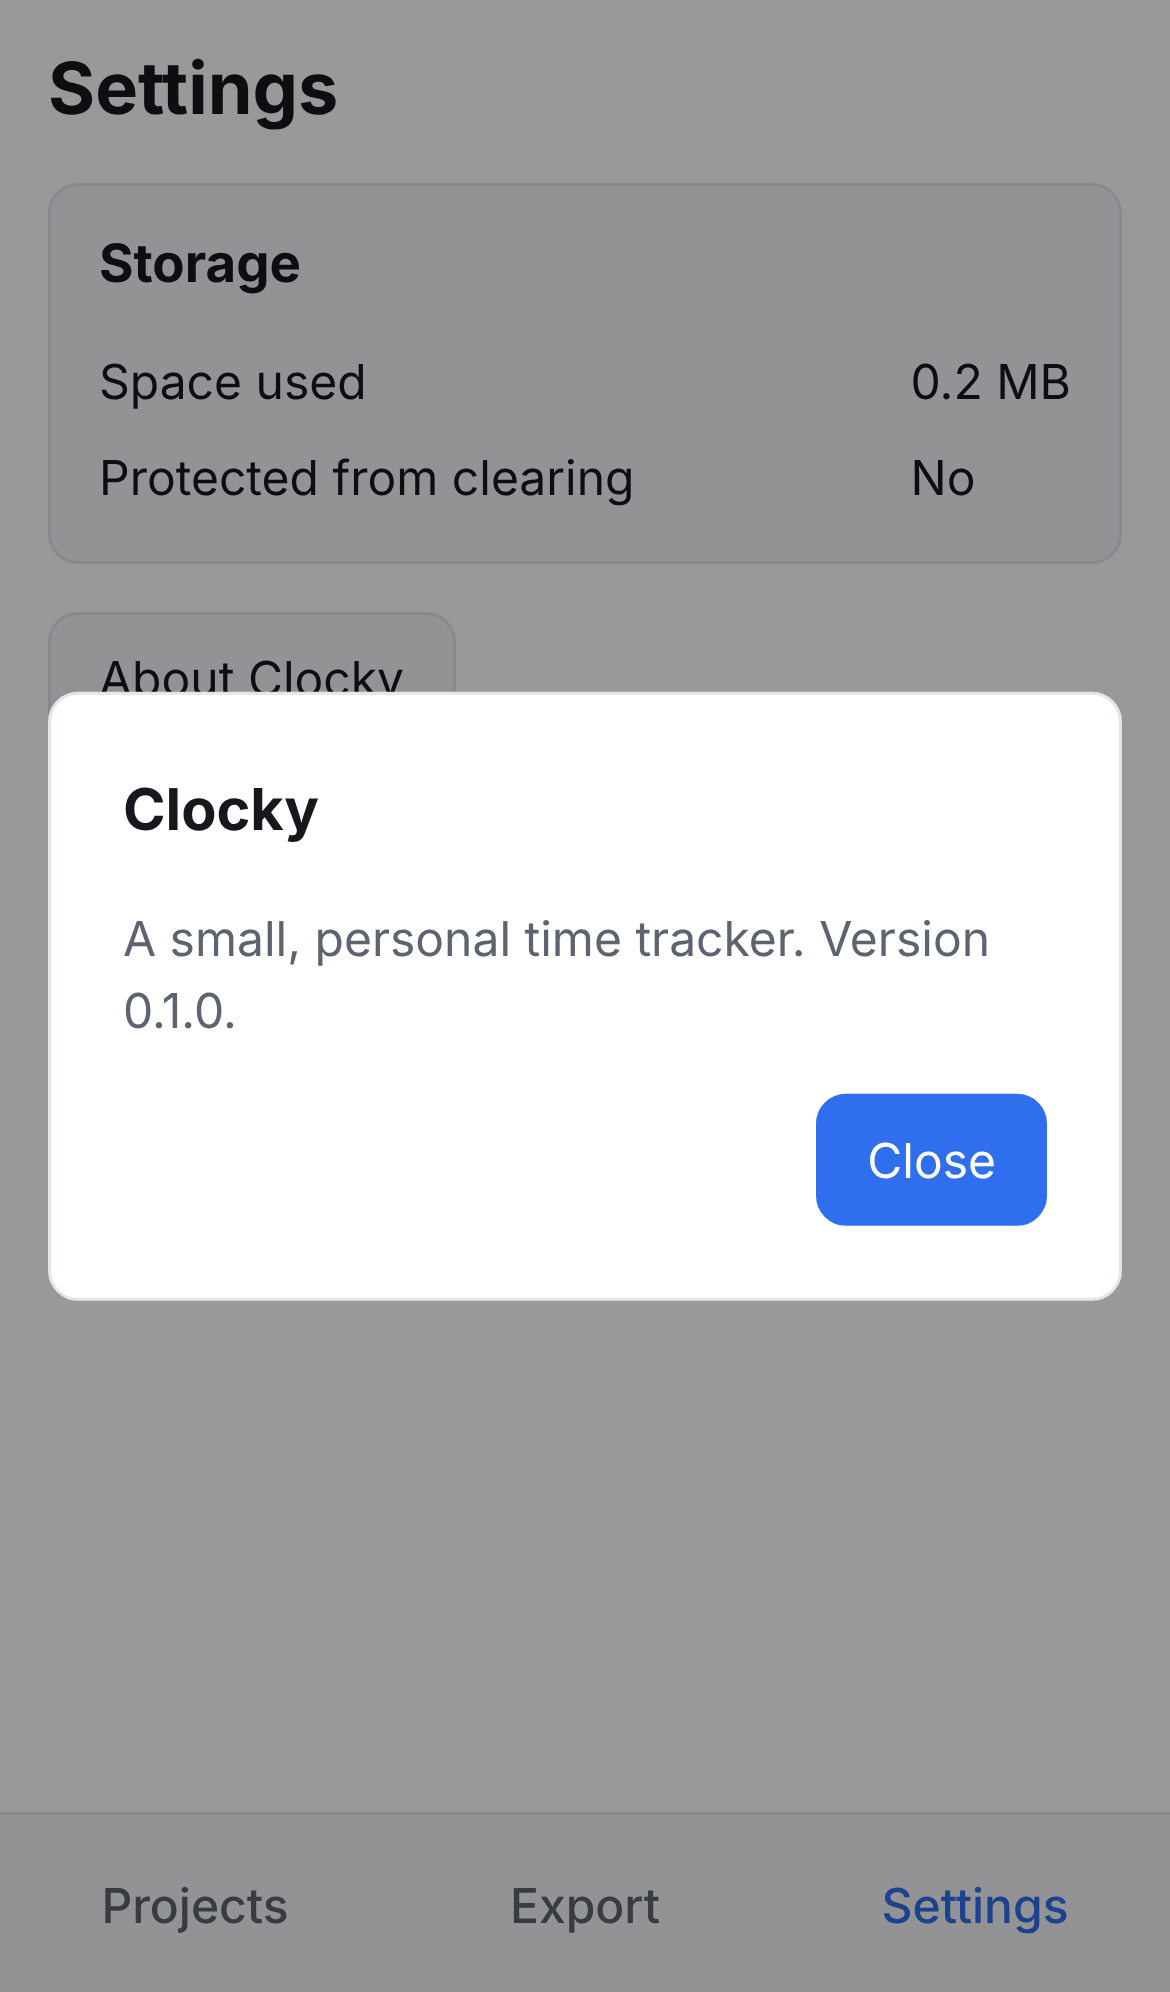 Settings
Storage
Space used 0.2 MB
Protected from clearing No
About Clocky
Clocky
A small, personal time tracker. Version
0.1.0.
Close
Projects Export Settings